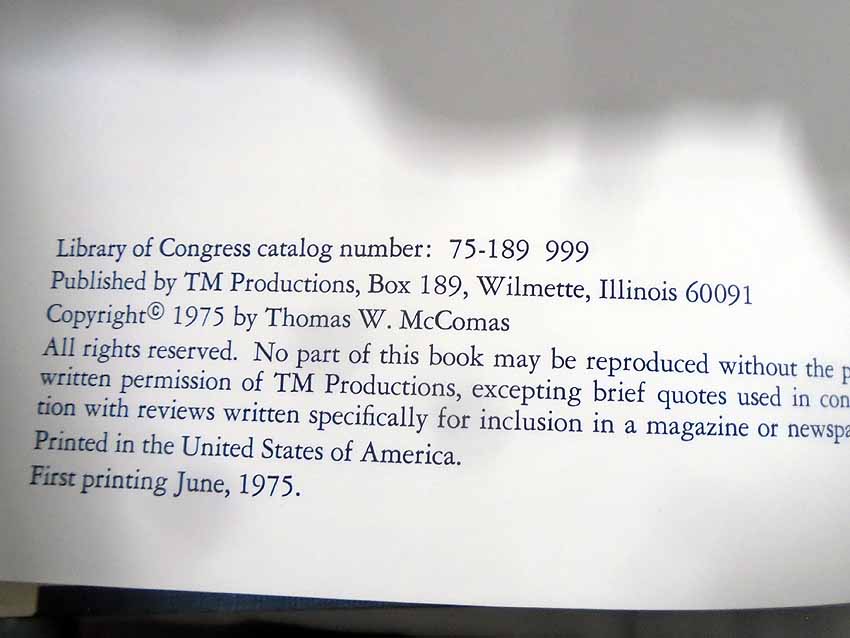 Library of Congress catalog number: 75-189 999
Published by TM Productions, Box 189, Wilmette, Illinois 60091
Copyright© 1975 by Thomas W. McComas
All rights reserved. No part of this book may be reproduced without the
written permission of TM Productions, excepting brief quotes used in con
tion with reviews written specifically for inclusion in a magazine or newspa
Printed in the United States of America.
First printing June, 1975.